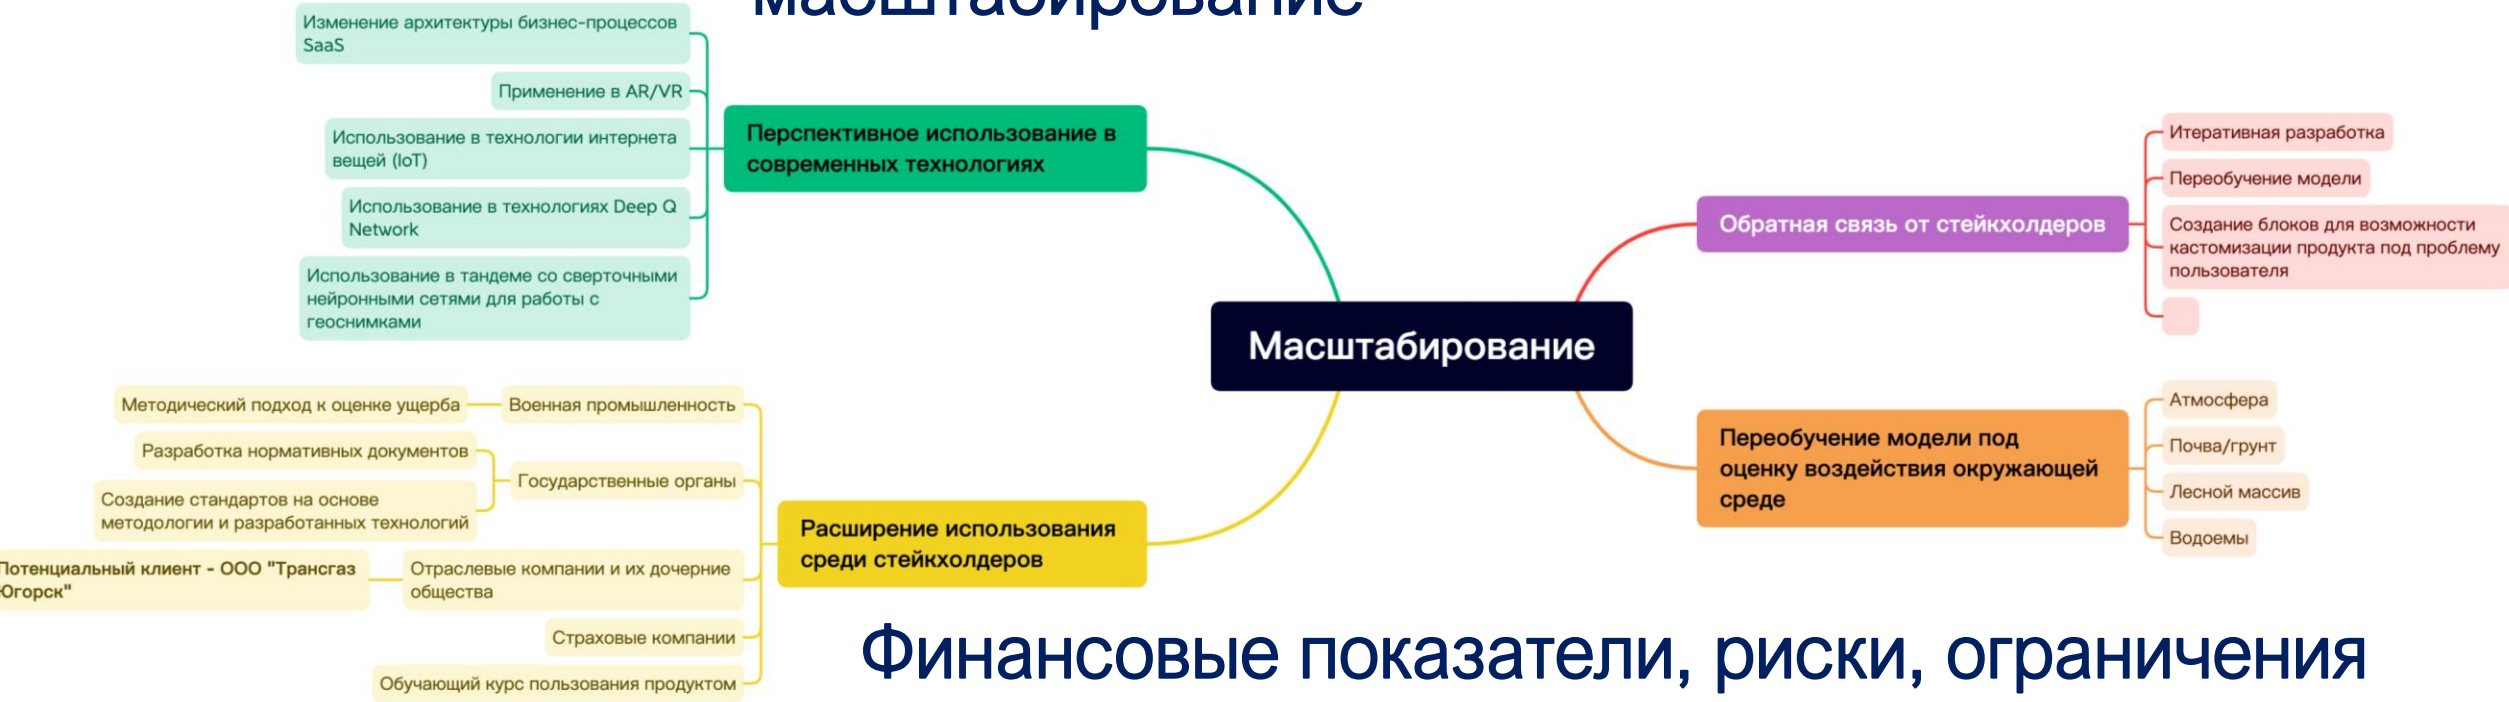 масштабирование
Изменение архитектуры бизнес-процессов
SaaS
Применение в AR/VR
Использование в технологии интернета
вещей (IoT)
Использование в технологиях Deep Q
Network
Использование в тандеме со сверточными
нейронными сетями для работы с
геоснимками
Перспективное использование в
современных технологиях
Методический подход к оценке ущерба
Военная промышленность
Разработка нормативных документов
Создание стандартов на основе
методологии и разработанных технологий
Государственные органы
Потенциальный клиент - ООО "Трансгаз
Югорск"
Отраслевые компании и их дочерние
общества
Страховые компании
Обучающий курс пользования продуктом
Расширение использования
среди стейкхолдеров
Масштабирование
Обратная связь от стейкхолдеров
Итеративная разработка
Переобучение модели
Создание блоков для возможности
кастомизации продукта под проблему
пользователя
Переобучение модели под
оценку воздействия окружающей
среде
Атмосфера
Почва/грунт
Лесной массив
Водоемы
Финансовые показатели, риски, ограничения